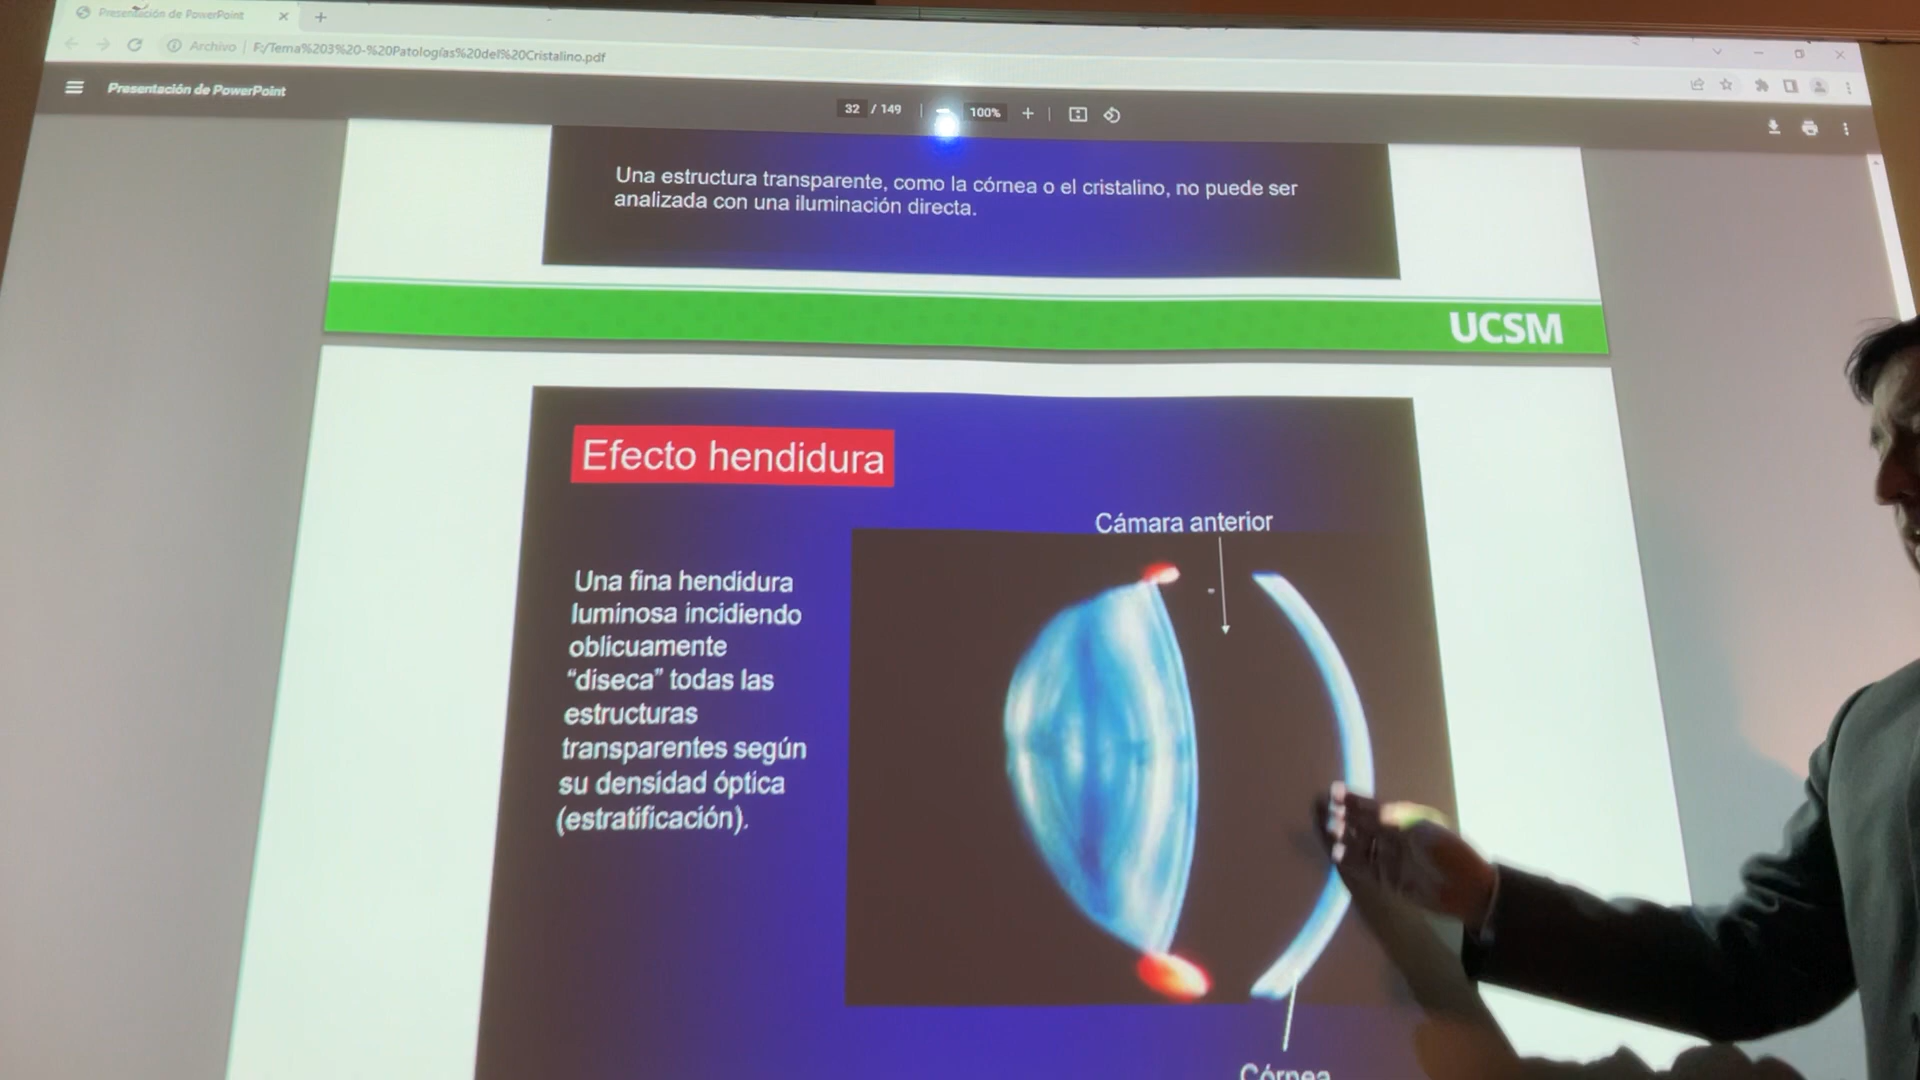 Presentación de PowerPoint
Archivo
F:/Tema%203%20-%20Patologías%20del%20Cristalino.pdf
Presentación de PowerPoint
32 / 149
100%
Una estructura transparente, como la córnea o el cristalino, no puede ser
analizada con una iluminación directa.
UCSM
Efecto hendidura
Cámara anterior
Una fina hendidura
luminosa incidiendo
oblicuamente
“diseca” todas las
estructuras
transparentes según
su densidad óptica
(estratificación).
Córnea